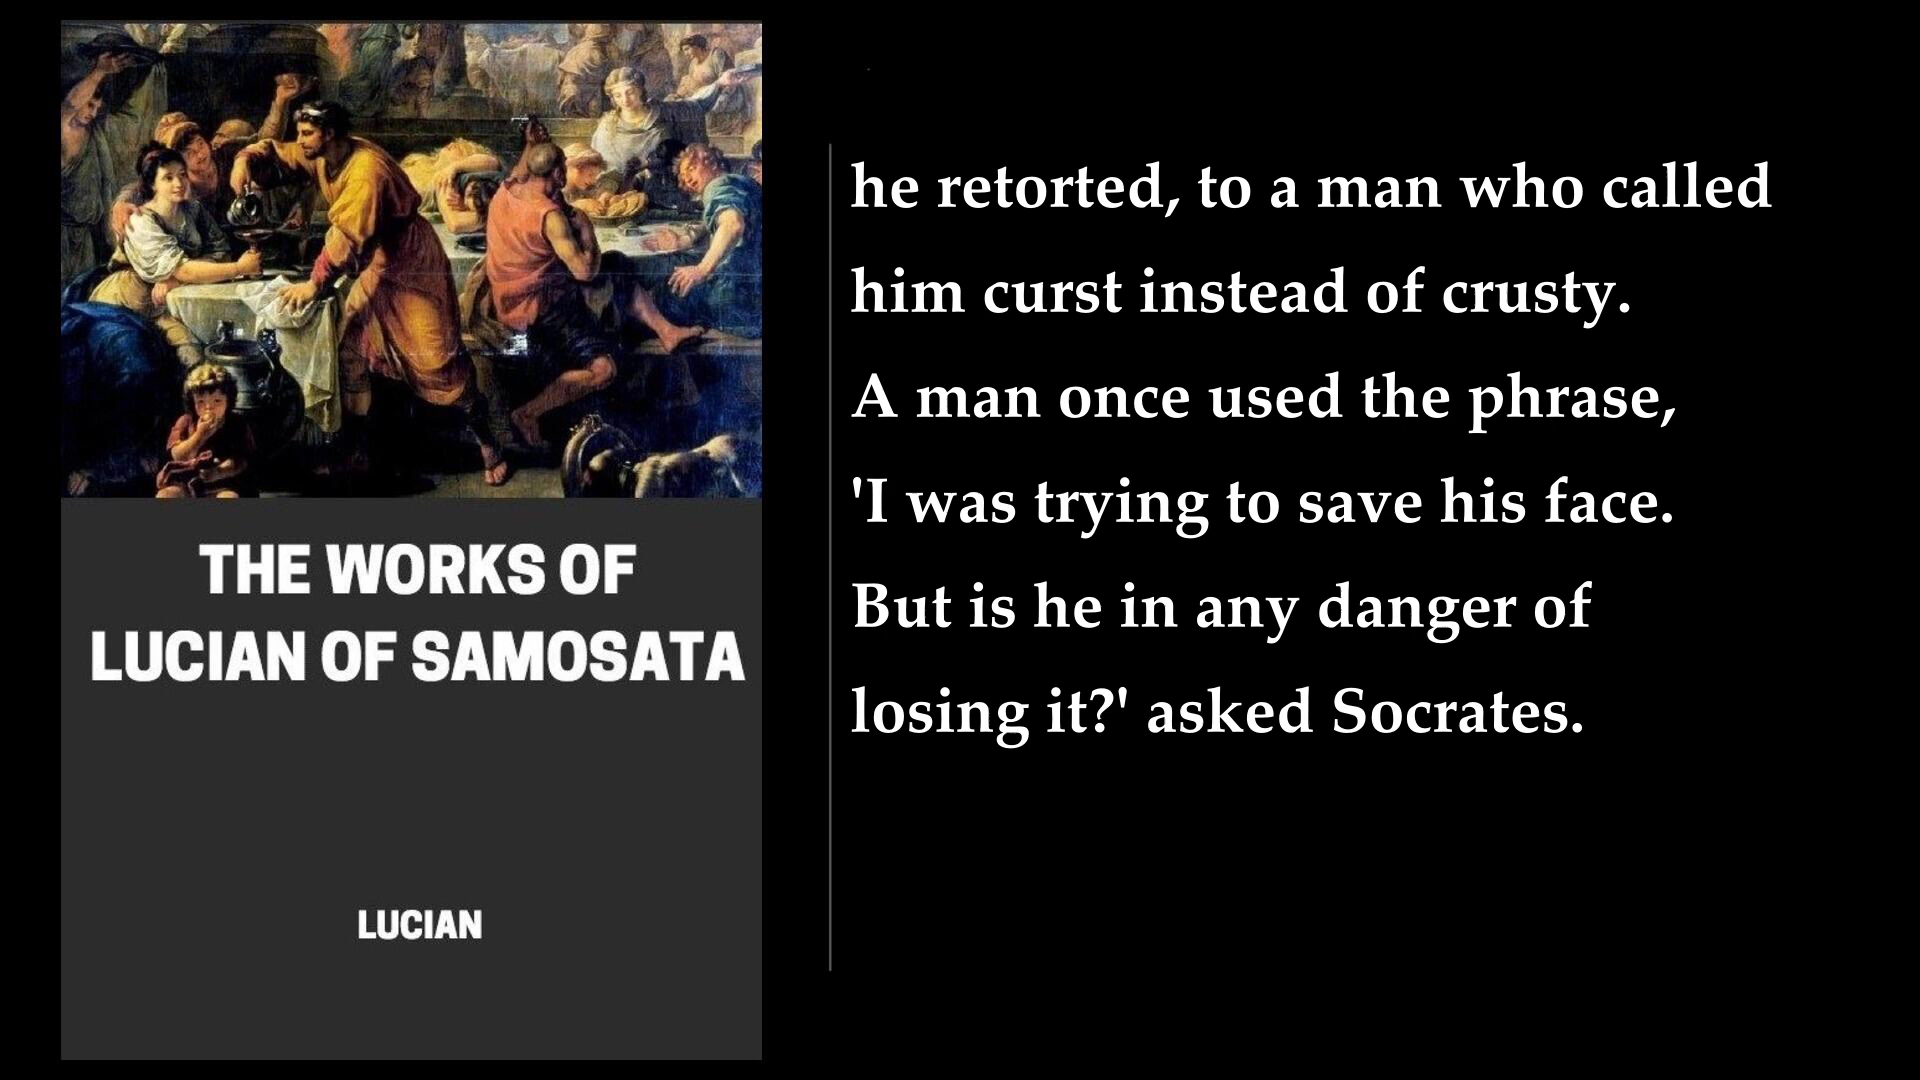 THE WORKS OF
LUCIAN OF SAMOSATA
LUCIAN
he retorted, to a man who called
him curst instead of crusty.
A man once used the phrase,
'I was trying to save his face.
But is he in any danger of
losing it?' asked Socrates.